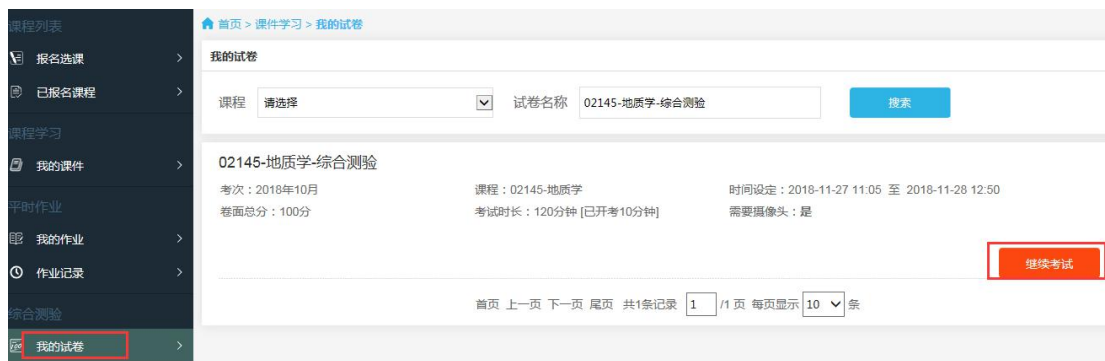 课程列表
报名选课
已报名课程
课程学习
我的课件
平时作业
我的作业
作业记录
综合测验
我的试卷
首页 > 课件学习 > 我的试卷
我的试卷
课程 请选择 试卷名称 02145-地质学-综合测验 搜索
02145-地质学-综合测验
考次：2018年10月 课程：02145-地质学 时间设定：2018-11-27 11:05 至 2018-11-28 12:50
卷面总分：100分 考试时长：120分钟 [已开考10分钟] 需要摄像头：是
继续考试
首页 上一页 下一页 尾页 共1条记录 1 /1 页 每页显示 10 条